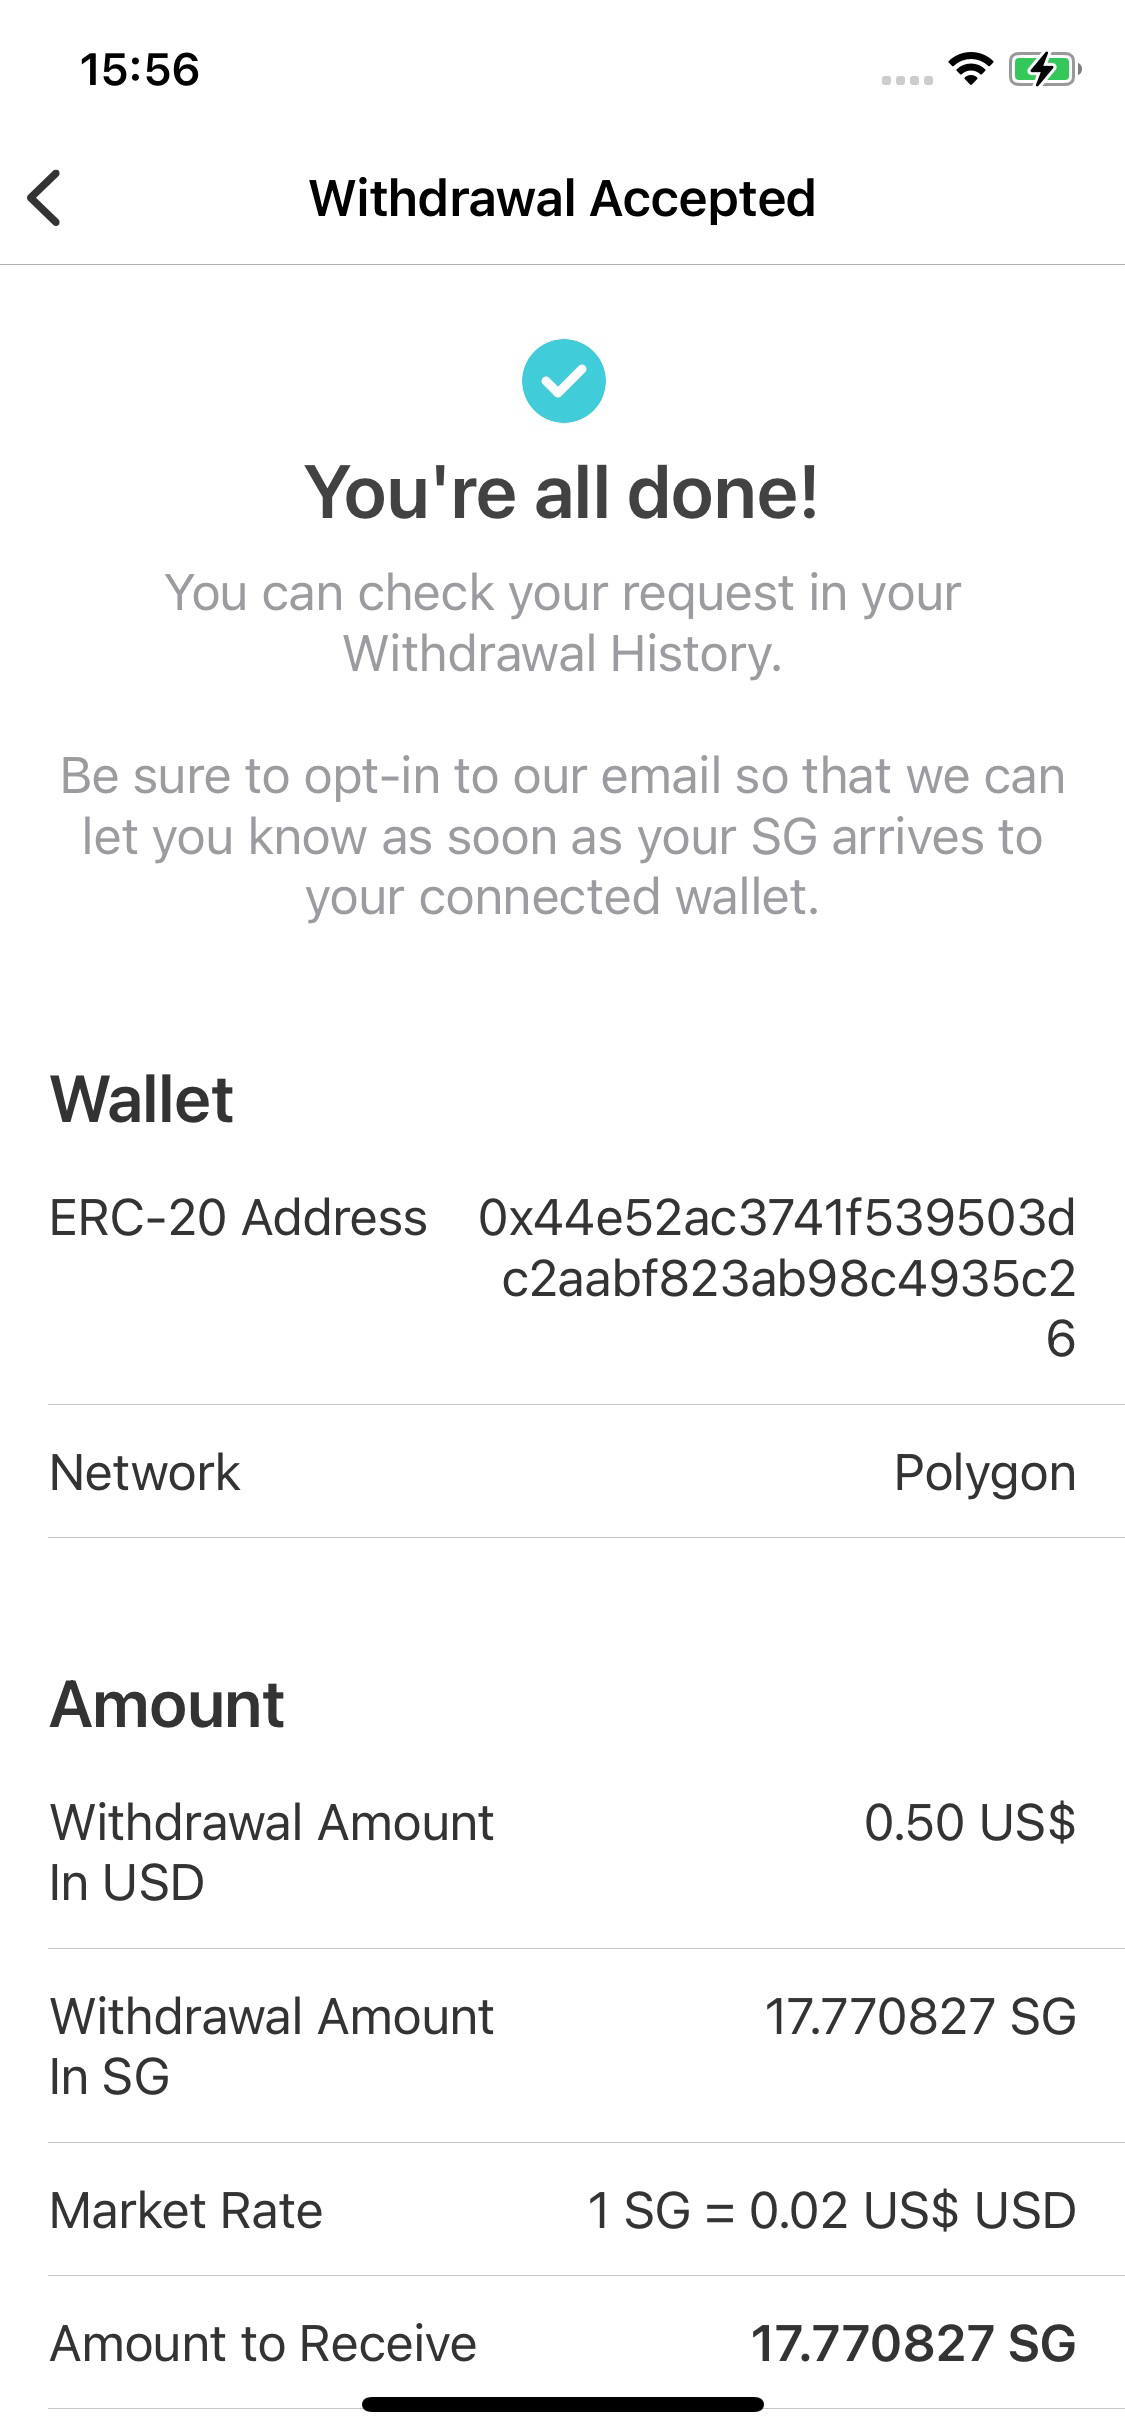 15:56
Withdrawal Accepted
You're all done!
You can check your request in your
Withdrawal History.
Be sure to opt-in to our email so that we can
let you know as soon as your SG arrives to
your connected wallet.
Wallet
ERC-20 Address 0x44e52ac3741f539503d
c2aabf823ab98c4935c2
6
Network Polygon
Amount
Withdrawal Amount 0.50 US$
In USD
Withdrawal Amount 17.770827 SG
In SG
Market Rate 1 SG = 0.02 US$ USD
Amount to Receive 17.770827 SG